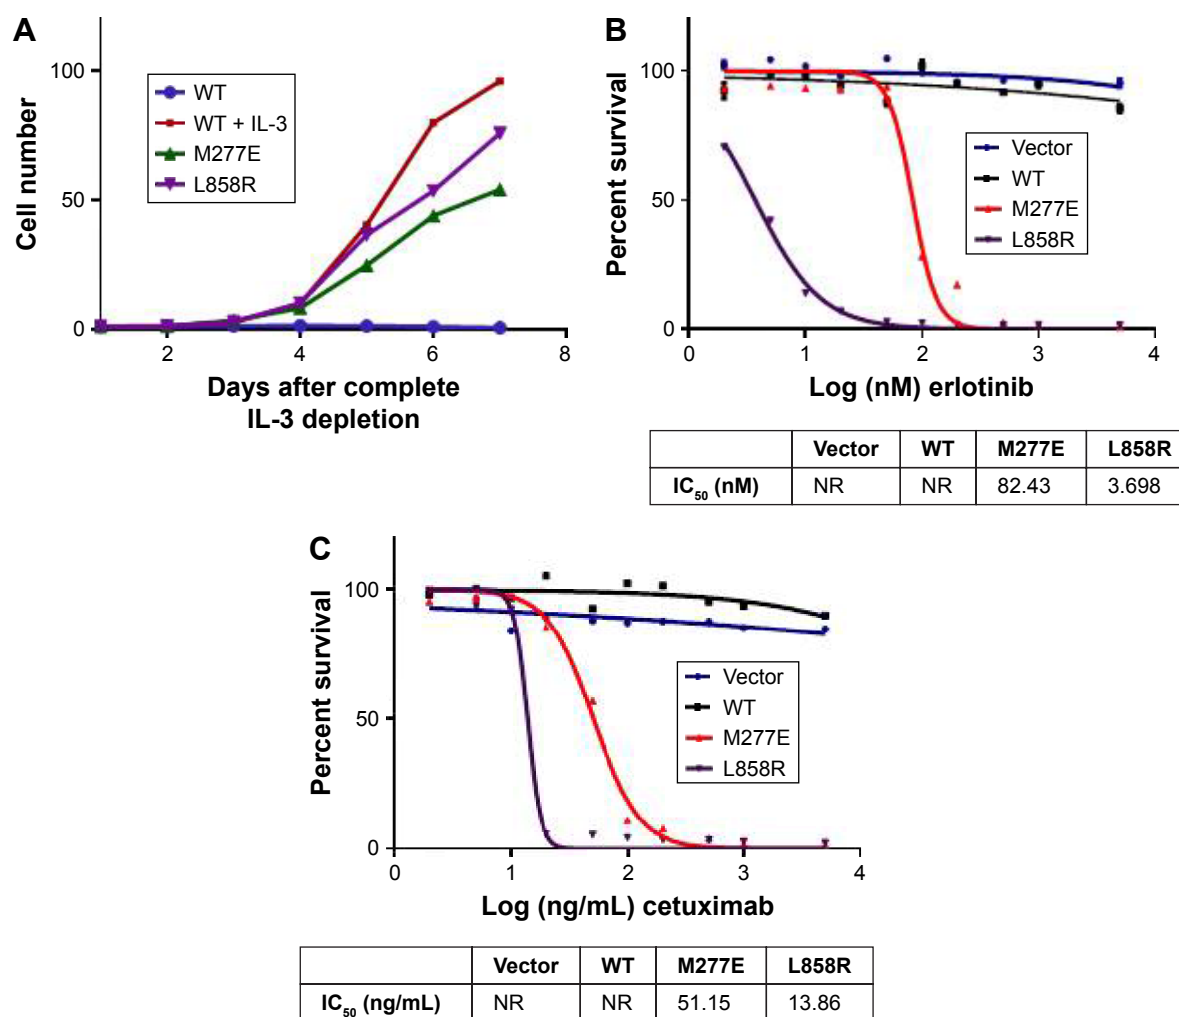 A
100
50
0
Cell number
WT
WT + IL-3
M277E
L858R
2
4
6
8
Days after complete
IL-3 depletion
B
100
50
0
Percent survival
Vector
WT
M277E
L858R
0
1
2
3
4
Log (nM) erlotinib
Vector WT M277E L858R
IC50 (nM) NR NR 82.43 3.698
C
100
50
0
Percent survival
Vector
WT
M277E
L858R
0
1
2
3
4
Log (ng/mL) cetuximab
Vector WT M277E L858R
IC50 (ng/mL) NR NR 51.15 13.86